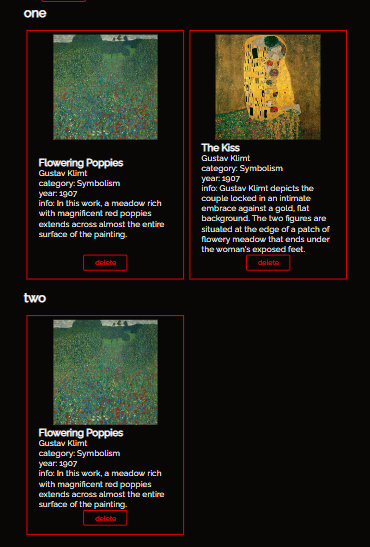 one
Flowering Poppies
Gustav Klimt
category: Symbolism
year: 1907
info: In this work, a meadow rich
with magnificent red poppies
extends across almost the entire
surface of the painting.
delete
The Kiss
Gustav Klimt
category: Symbolism
year: 1907
info: Gustav Klimt depicts the
couple locked in an intimate
embrace against a gold, flat
background. The two figures are
situated at the edge of a patch of
flowery meadow that ends under
the woman's exposed feet.
delete
two
Flowering Poppies
Gustav Klimt
category: Symbolism
year: 1907
info: In this work, a meadow rich
with magnificent red poppies
extends across almost the entire
surface of the painting.
delete